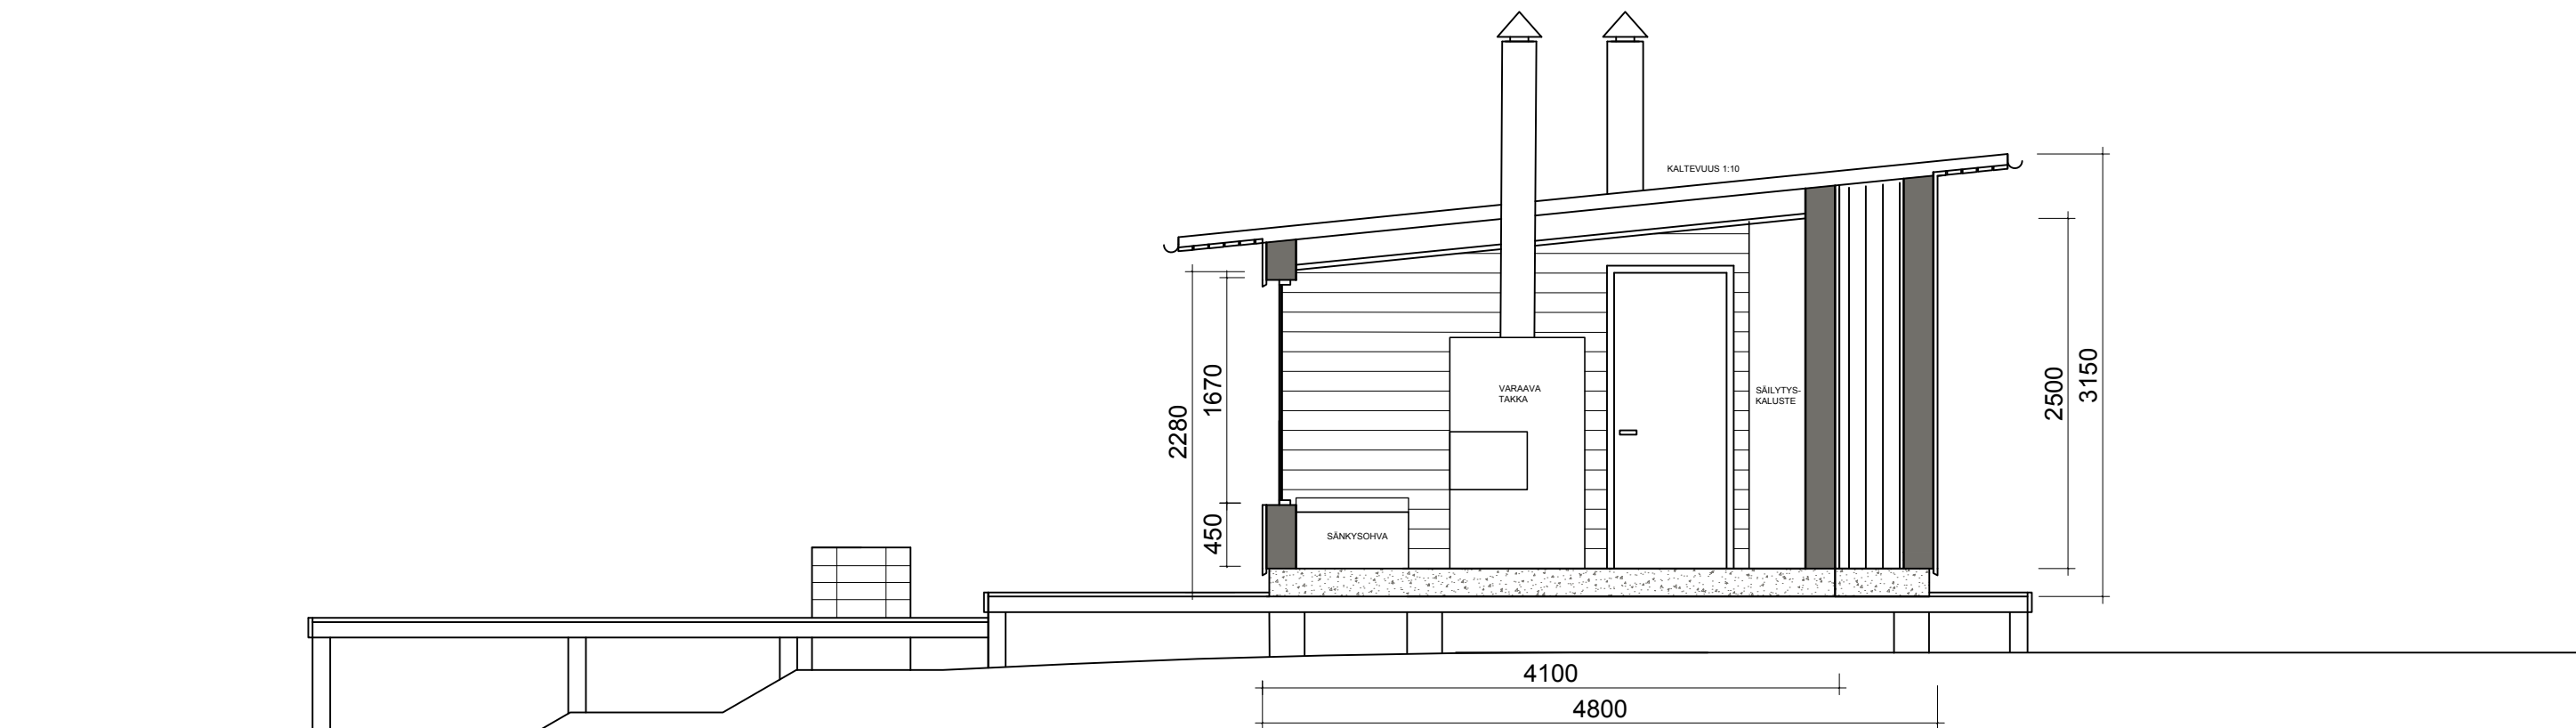 KALTEVUUS 1:10
2280
1670
450
VARAAVA
TAKKA
SÄILYTYS-
KALUSTE
SÄNKYSOHVA
2500
3150
4100
4800